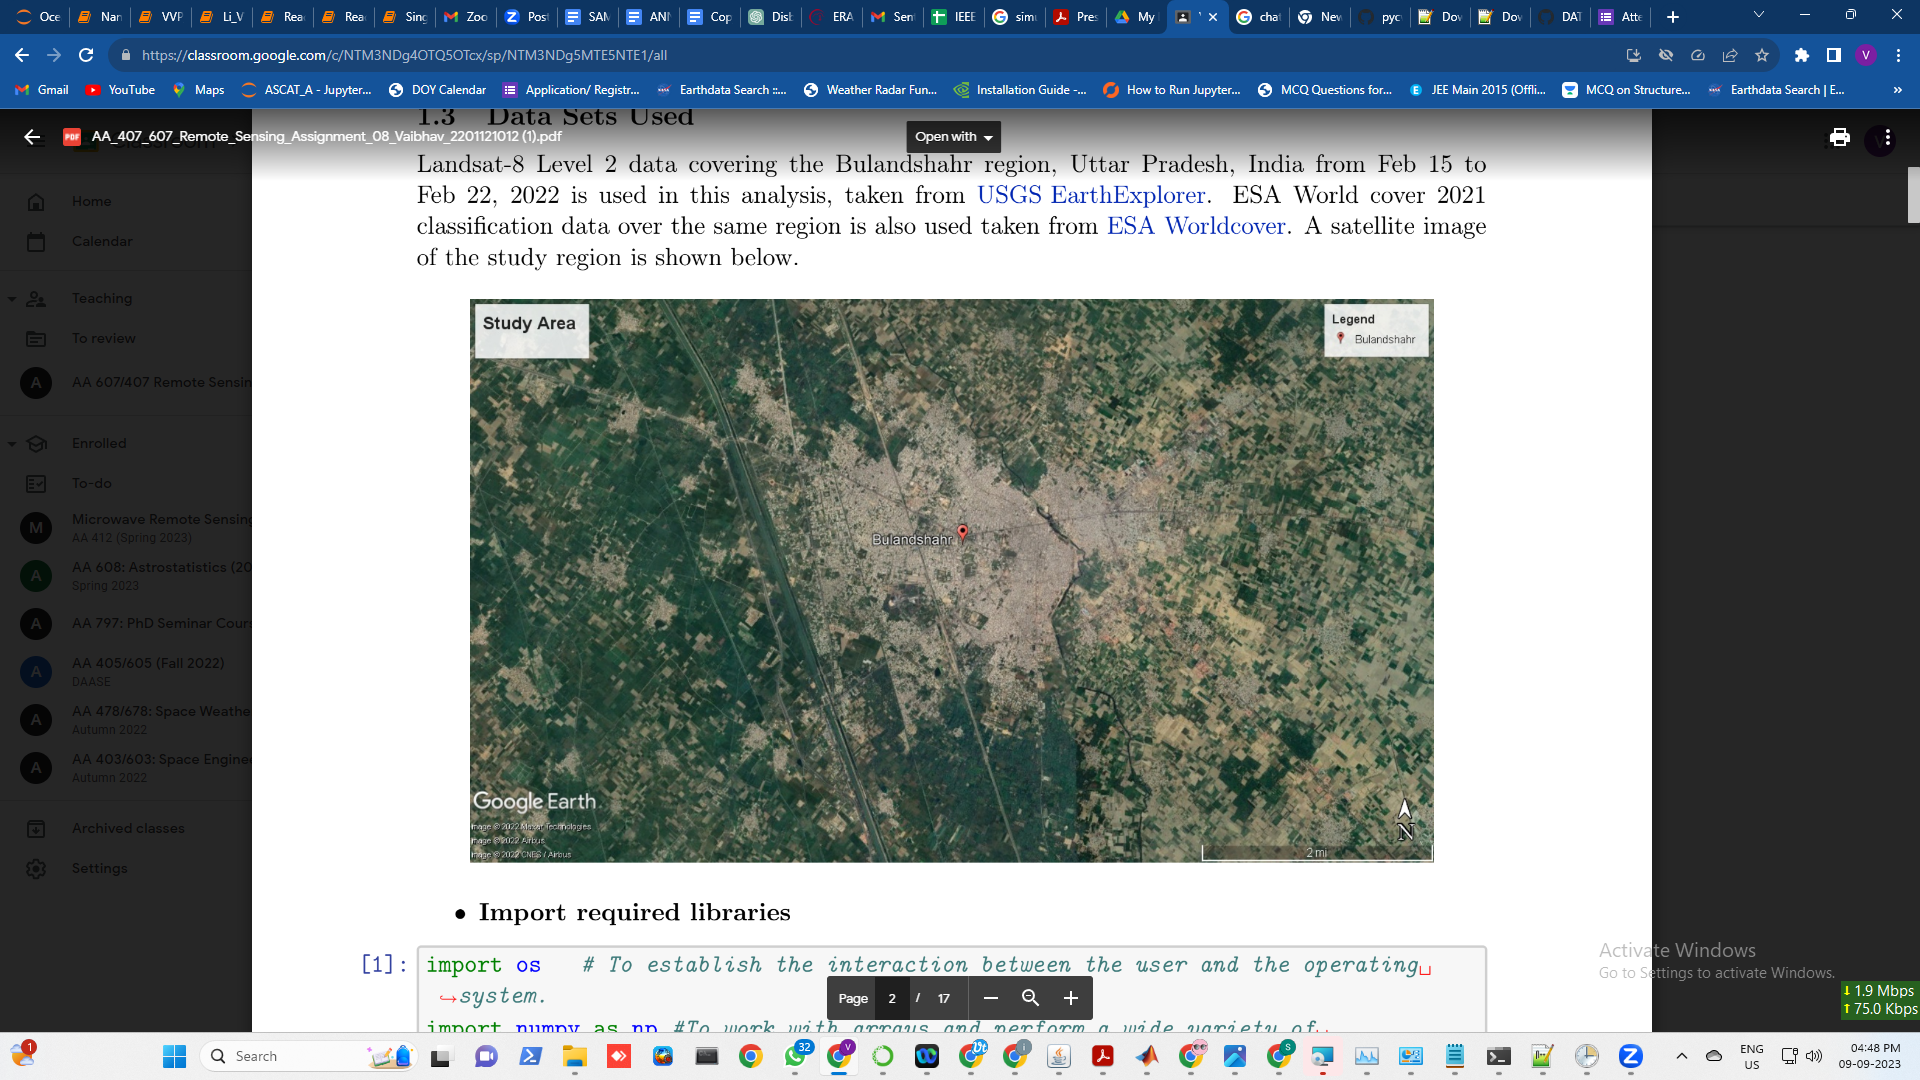 Oce
Nan
VVP
Li_V
Rea
Rea
Sing
Zoo
Post
SAM
ANN
Cop
Dist
ERA
Sent
IEEE
simu
Pres
My
chat
New
pyc
Dov
Dov
DAT
Atte
https://classroom.google.com/c/NTM3NDg4OTQ5OTcx/sp/NTM3NDg5MTE5NTE1/all
V
Gmail
YouTube
Maps
ASCAT_A - Jupyter...
DOY Calendar
Application/ Registr...
Earthdata Search ::...
Weather Radar Fun...
Installation Guide -...
How to Run Jupyter...
MCQ Questions for...
JEE Main 2015 (Offli...
MCQ on Structure...
Earthdata Search | E...
»
PDF
AA_407_607_Remote_Sensing_Assignment_08_Vaibhav_2201121012 (1).pdf
Open with
Home
Calendar
Teaching
To review
A AA 607/407 Remote Sensin
Enrolled
To-do
M Microwave Remote Sensing
AA 412 (Spring 2023)
A AA 608: Astrostatistics (20
Spring 2023
A AA 797: PhD Seminar Cours
A AA 405/605 (Fall 2022)
DAASE
A AA 478/678: Space Weathe
Autumn 2022
A AA 403/603: Space Engine
Autumn 2022
Archived classes
Settings
1.3 Data Sets Used
Landsat-8 Level 2 data covering the Bulandshahr region, Uttar Pradesh, India from Feb 15 to
Feb 22, 2022 is used in this analysis, taken from USGS EarthExplorer. ESA World cover 2021
classification data over the same region is also used taken from ESA Worldcover. A satellite image
of the study region is shown below.
Study Area
Legend
Bulandshahr
Bulandshahr
Google Earth
Image © 2022 Maxar Technologies
Image © 2022 Airbus
Image © 2022 CNES / Airbus
N
2 mi
• Import required libraries
[1]: import os # To establish the interaction between the user and the operating
↪system.
import numpy as np #To work with arrays and perform a wide variety of
Page 2 / 17
Activate Windows
Go to Settings to activate Windows.
1.9 Mbps
75.0 Kbps
1
Search
32
V
S
ENG
US
04:48 PM
09-09-2023